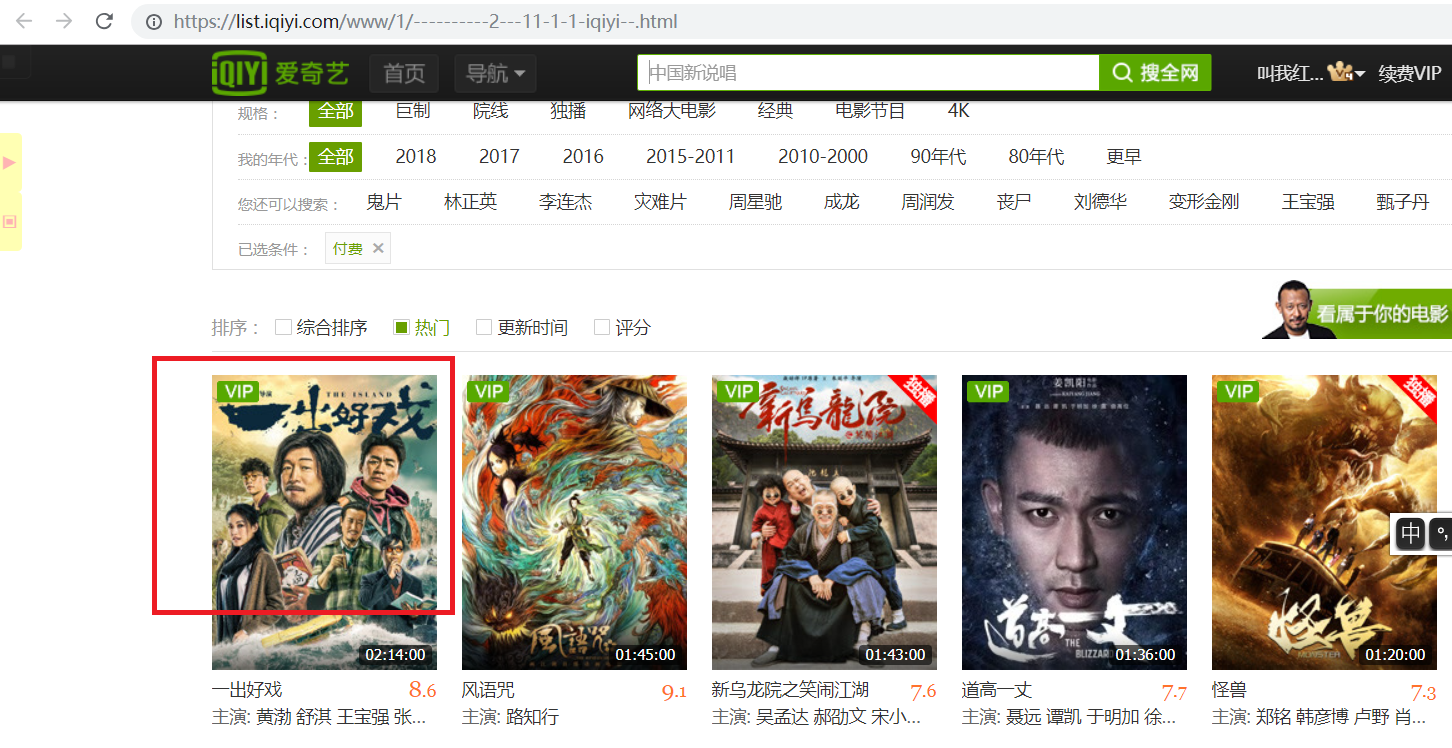 https://list.iqiyi.com/www/1/----------2---11-1-1-iqiyi--.html
iQIYI 爱奇艺 首页 导航 中国新说唱 搜全网 叫我红... 续费VIP
规格： 全部 巨制 院线 独播 网络大电影 经典 电影节目 4K
我的年代： 全部 2018 2017 2016 2015-2011 2010-2000 90年代 80年代 更早
您还可以搜索： 鬼片 林正英 李连杰 灾难片 周星驰 成龙 周润发 丧尸 刘德华 变形金刚 王宝强 甄子丹
已选条件： 付费
看属于你的电影
排序： 综合排序 热门 更新时间 评分
VIP
THE ISLAND
一出好戏
02:14:00
VIP
風語咒
01:45:00
VIP
独播
新烏龍院
01:43:00
VIP
姜凯阳
KAIYANG JIANG
道高一丈
THE BLIZZARD
01:36:00
VIP
独播
怪兽
MONSTER
01:20:00
中 °,
一出好戏 8.6 风语咒 9.1 新乌龙院之笑闹江湖 7.6 道高一丈 7.7 怪兽 7.3
主演: 黄渤 舒淇 王宝强 张... 主演: 路知行 主演: 吴孟达 郝劭文 宋小... 主演: 聂远 谭凯 于明加 徐... 主演: 郑铭 韩彦博 卢野 肖...